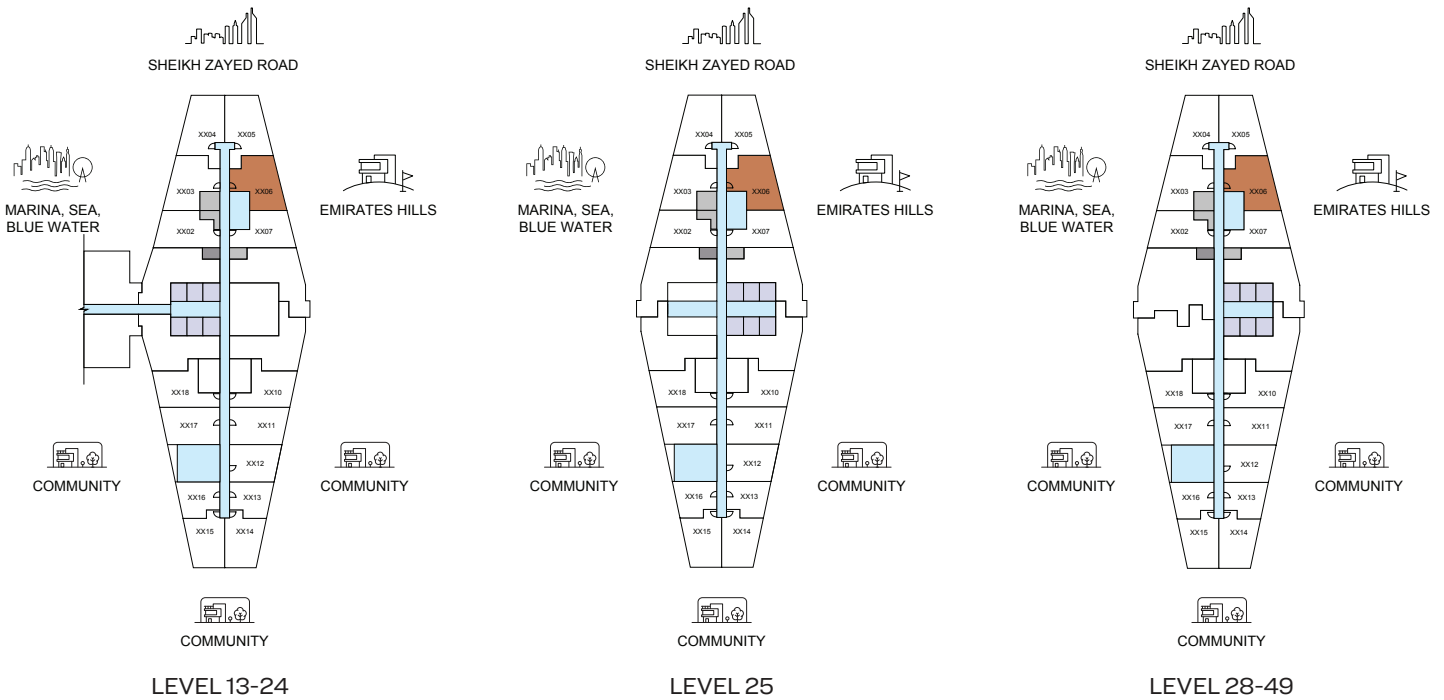 SHEIKH ZAYED ROAD
XX04 XX05
XX03 XX06
MARINA, SEA,
BLUE WATER
EMIRATES HILLS
XX02 XX07
XX18 XX10
XX17 XX11
XX12
COMMUNITY
COMMUNITY
XX16 XX13
XX15 XX14
COMMUNITY
LEVEL 13-24
SHEIKH ZAYED ROAD
XX04 XX05
XX03 XX06
MARINA, SEA,
BLUE WATER
EMIRATES HILLS
XX02 XX07
XX18 XX10
XX17 XX11
XX12
COMMUNITY
COMMUNITY
XX16 XX13
XX15 XX14
COMMUNITY
LEVEL 25
SHEIKH ZAYED ROAD
XX04 XX05
XX03 XX06
MARINA, SEA,
BLUE WATER
EMIRATES HILLS
XX02 XX07
XX18 XX10
XX17 XX11
XX12
COMMUNITY
COMMUNITY
XX16 XX13
XX15 XX14
COMMUNITY
LEVEL 28-49